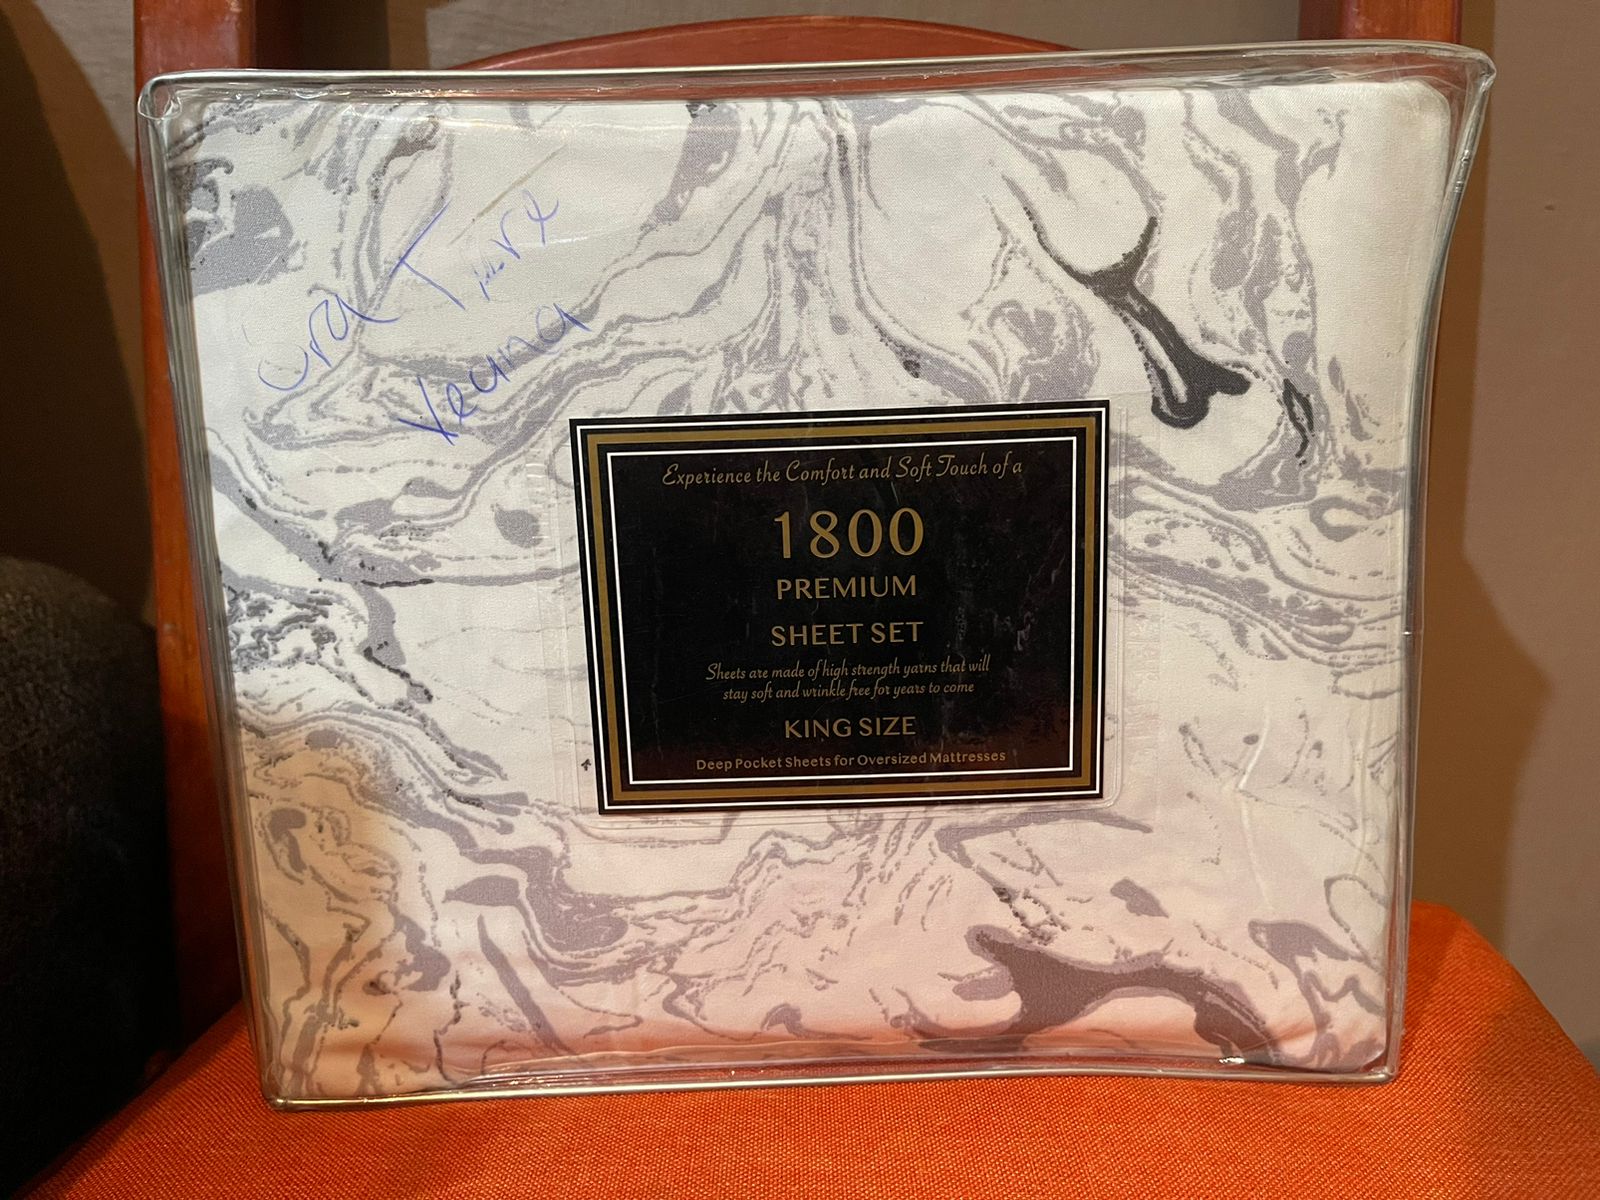 Experience the Comfort and Soft Touch of a
1800
PREMIUM
SHEET SET
Sheets are made of high strength yarns that will
stay soft and wrinkle free for years to come
KING SIZE
Deep Pocket Sheets for Oversized Mattresses